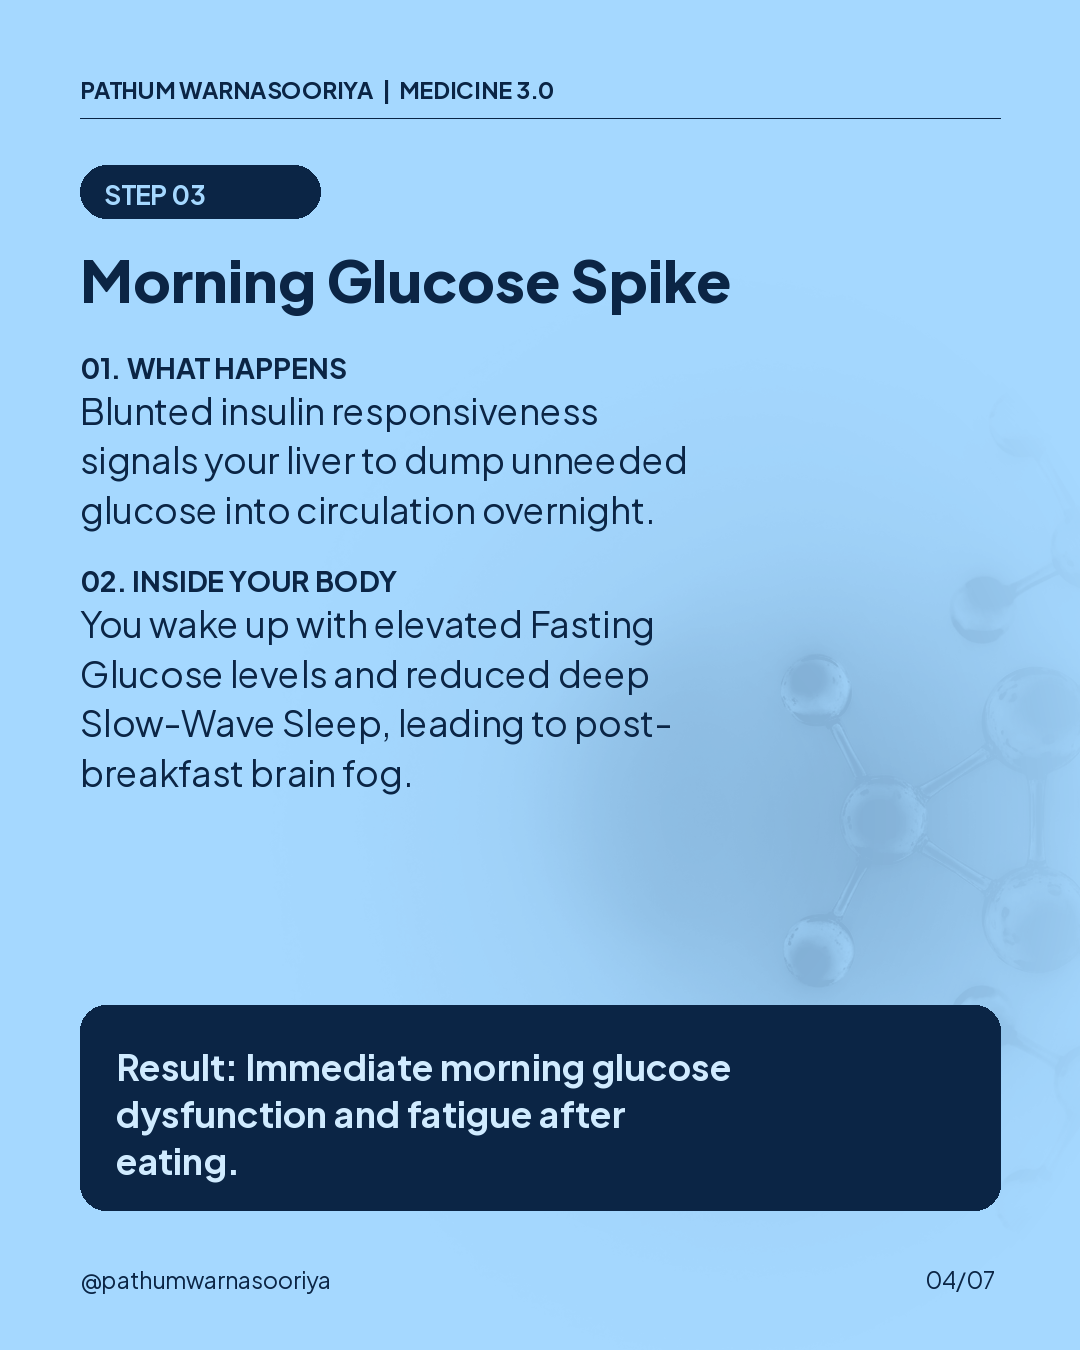 PATHUM WARNASOORIYA | MEDICINE 3.0
STEP 03
Morning Glucose Spike
01. WHAT HAPPENS
Blunted insulin responsiveness
signals your liver to dump unneeded
glucose into circulation overnight.
02. INSIDE YOUR BODY
You wake up with elevated Fasting
Glucose levels and reduced deep
Slow-Wave Sleep, leading to post-
breakfast brain fog.
Result: Immediate morning glucose
dysfunction and fatigue after
eating.
@pathumwarnasooriya
04/07